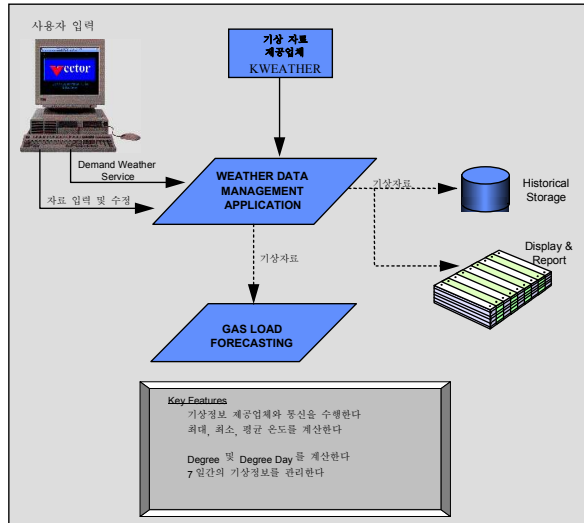 사용자 입력
기상 자료
제공업체
KWEATHER
Vector
Demand Weather
Service
자료 입력 및 수정
WEATHER DATA
MANAGEMENT
APPLICATION
기상자료
Historical
Storage
Display &
Report
기상자료
GAS LOAD
FORECASTING
Key Features
기상정보 제공업체와 통신을 수행한다
최대, 최소, 평균 온도를 계산한다
Degree 및 Degree Day 를 계산한다
7 일간의 기상정보를 관리한다